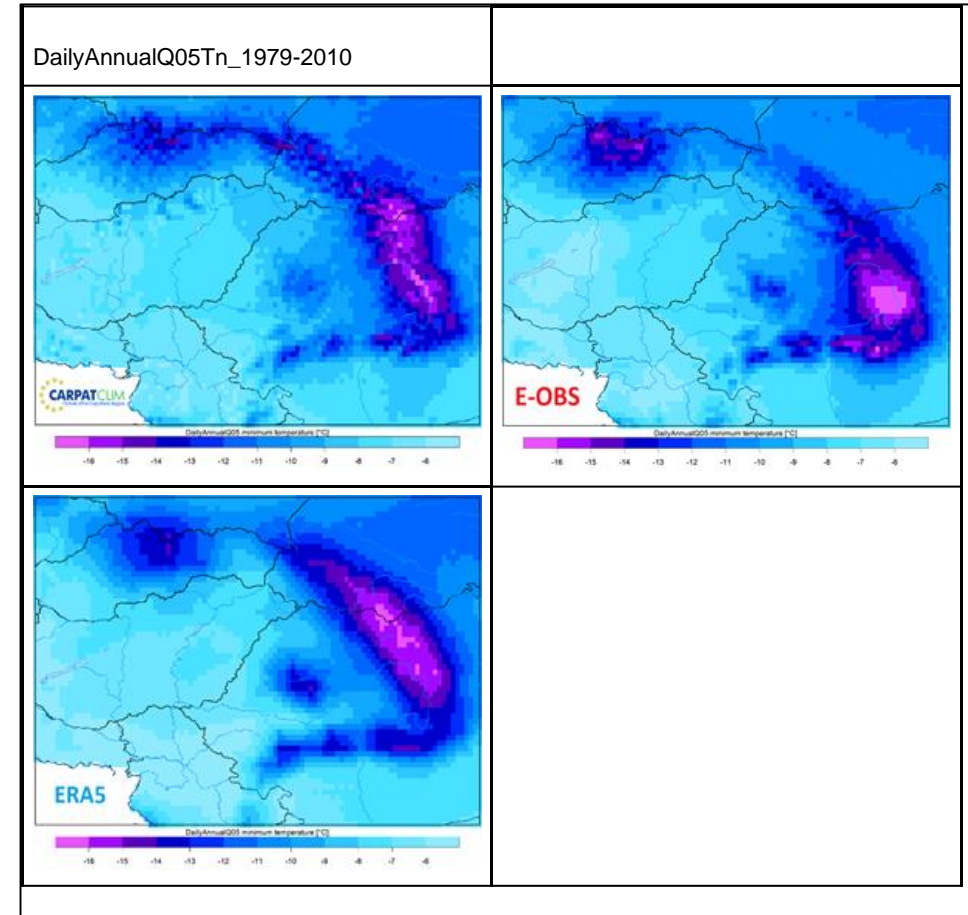 DailyAnnualQ05Tn_1979-2010
CARPATCLIM
DailyAnnualQ05 minimum temperature [°C]
-16 -15 -14 -13 -12 -11 -10 -9 -8 -7 -6
E-OBS
DailyAnnualQ05 minimum temperature [°C]
-16 -15 -14 -13 -12 -11 -10 -9 -8 -7 -6
ERA5
DailyAnnualQ05 minimum temperature [°C]
-16 -15 -14 -13 -12 -11 -10 -9 -8 -7 -6